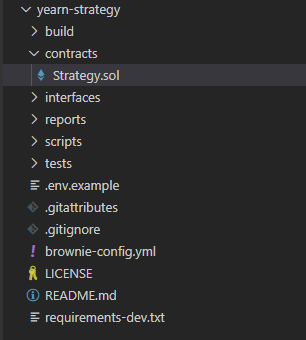 yearn-strategy
build
contracts
Strategy.sol
interfaces
reports
scripts
tests
.env.example
.gitattributes
.gitignore
brownie-config.yml
LICENSE
README.md
requirements-dev.txt